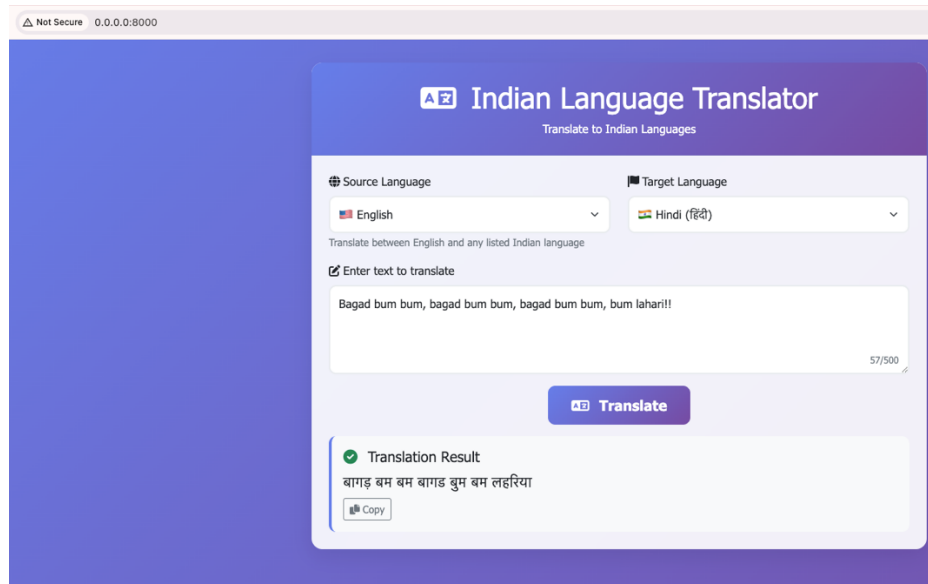 Not Secure 0.0.0.0:8000
Indian Language Translator
Translate to Indian Languages
Source Language Target Language
English Hindi (हिंदी)
Translate between English and any listed Indian language
Enter text to translate
Bagad bum bum, bagad bum bum, bagad bum bum, bum lahari!!
57/500
Translate
Translation Result
बागड़ बम बम बागड बुम बम लहरिया
Copy